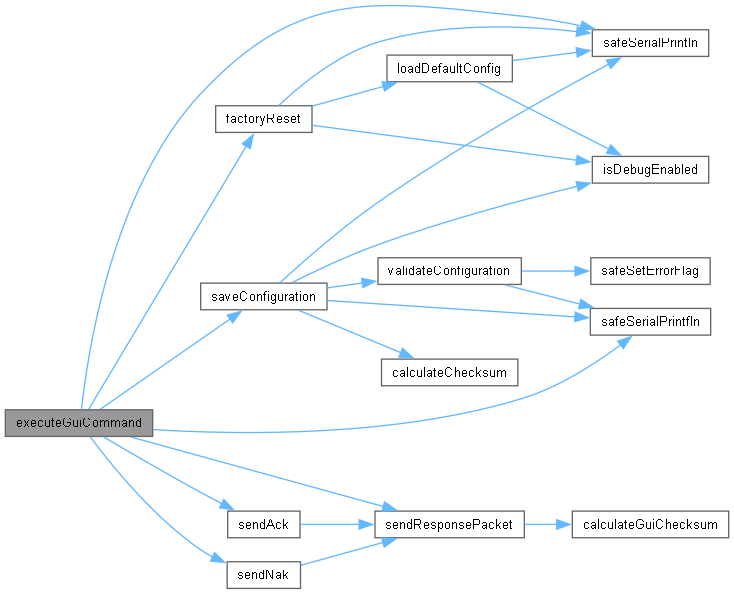 safeSerialPrintln
loadDefaultConfig
factoryReset
isDebugEnabled
validateConfiguration
safeSetErrorFlag
saveConfiguration
safeSerialPrintfln
calculateChecksum
executeGuiCommand
sendAck
sendResponsePacket
calculateGuiChecksum
sendNak